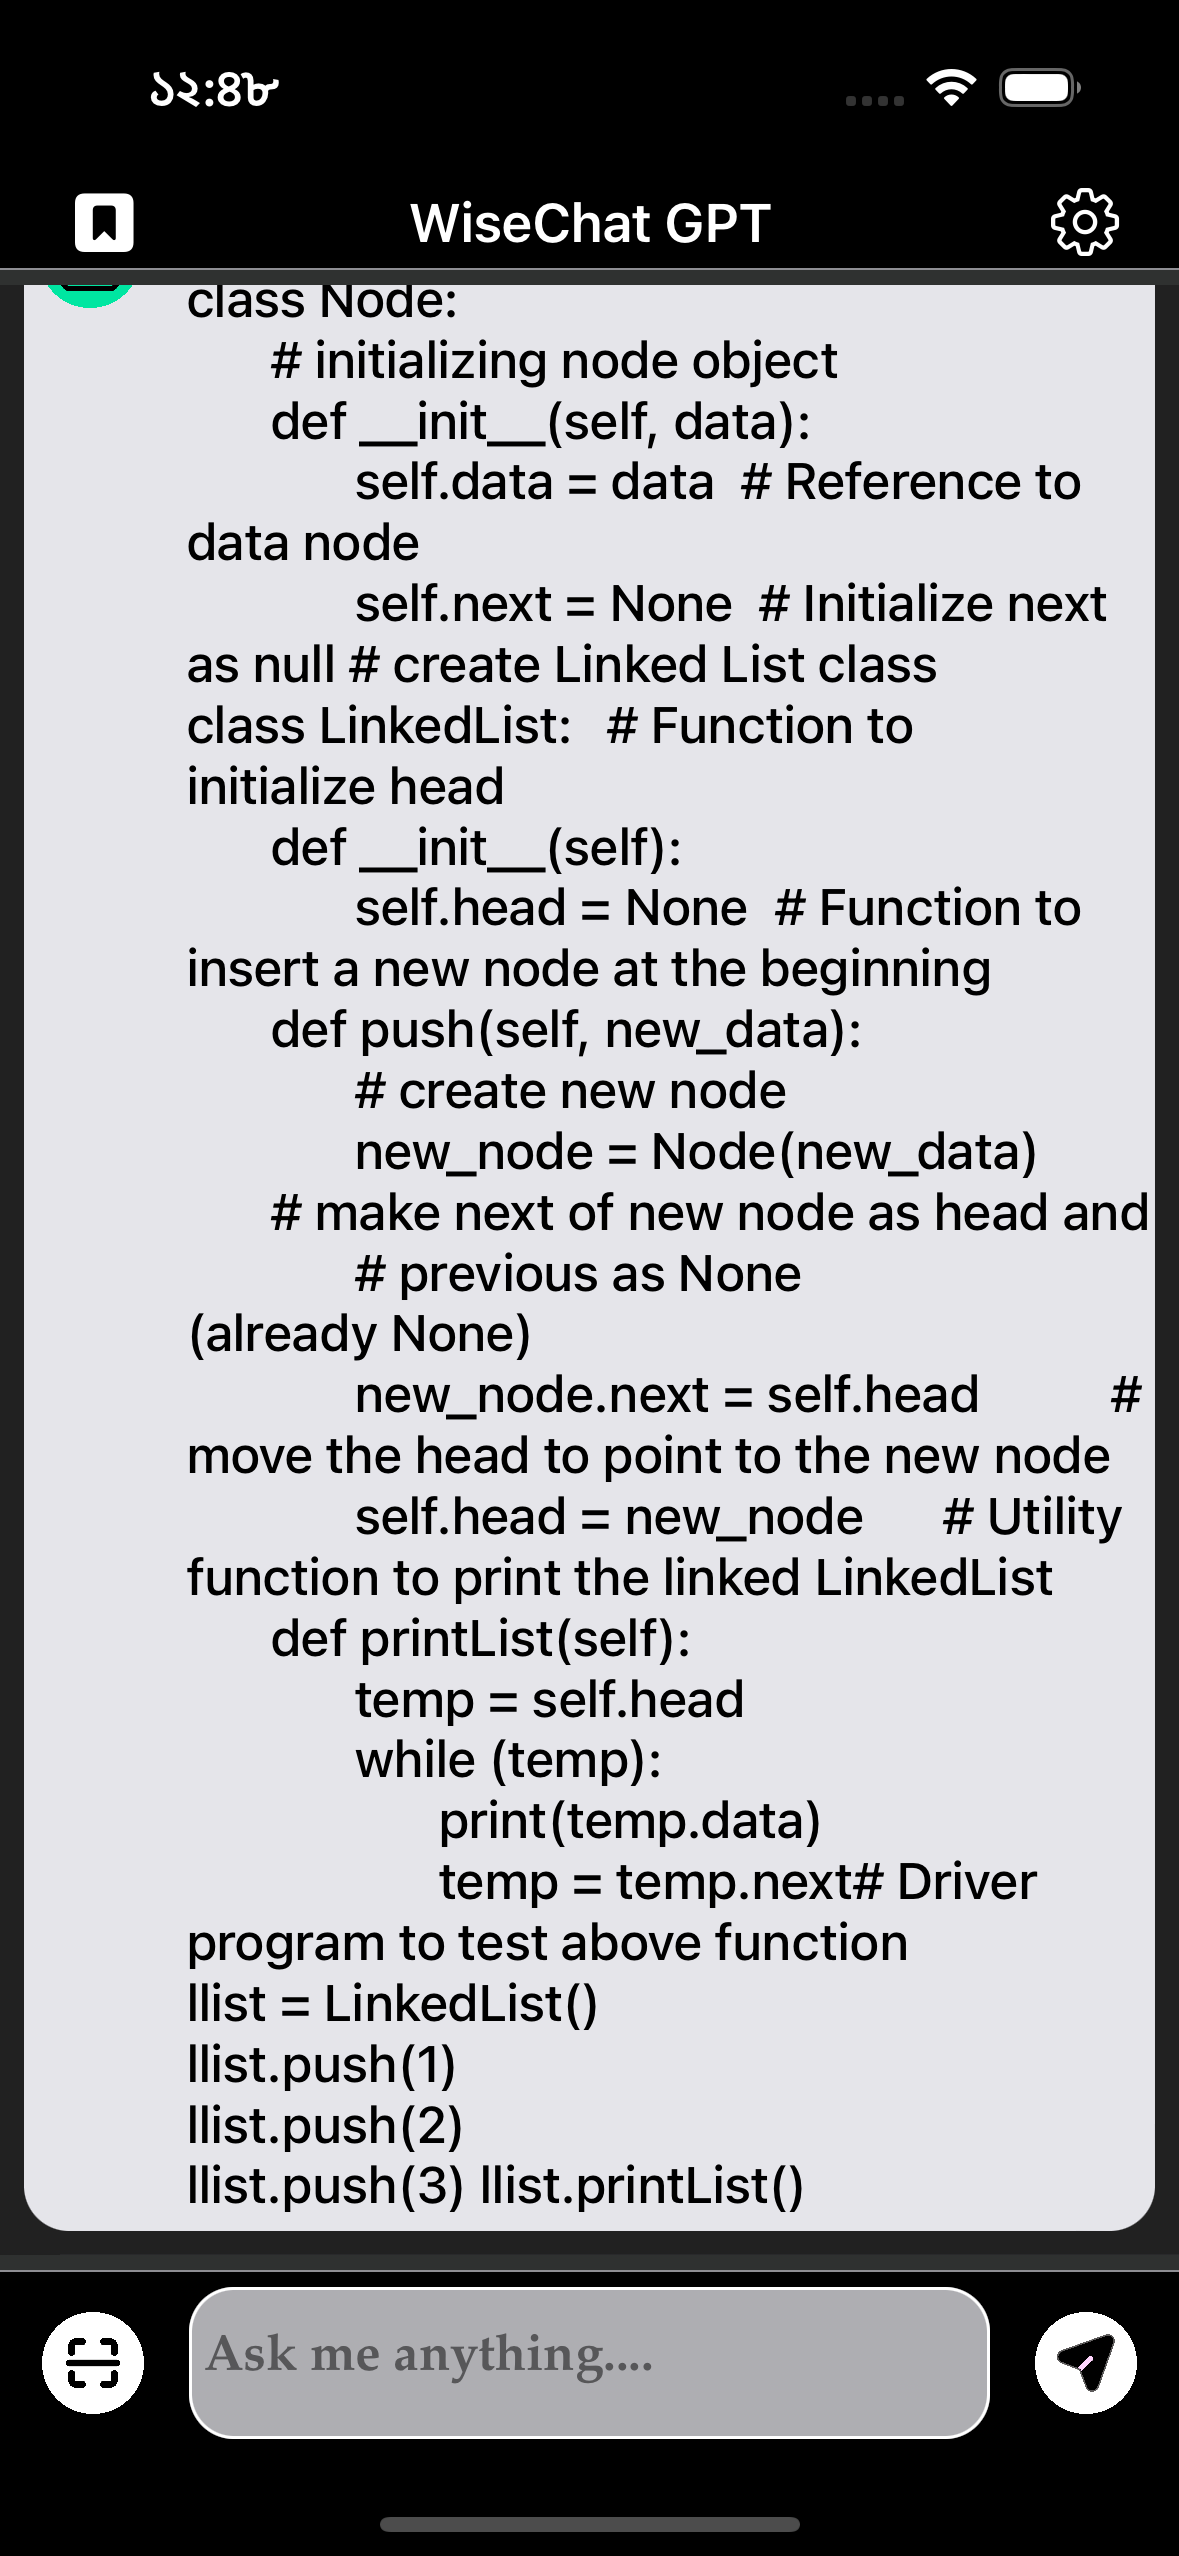 ১২:৪৮
WiseChat GPT
class Node:
# initializing node object
def __init__(self, data):
self.data = data  # Reference to
data node
self.next = None  # Initialize next
as null # create Linked List class
class LinkedList:   # Function to
initialize head
def __init__(self):
self.head = None  # Function to
insert a new node at the beginning
def push(self, new_data):
# create new node
new_node = Node(new_data)
# make next of new node as head and
# previous as None
(already None)
new_node.next = self.head          #
move the head to point to the new node
self.head = new_node      # Utility
function to print the linked LinkedList
def printList(self):
temp = self.head
while (temp):
print(temp.data)
temp = temp.next# Driver
program to test above function
llist = LinkedList()
llist.push(1)
llist.push(2)
llist.push(3) llist.printList()
Ask me anything....